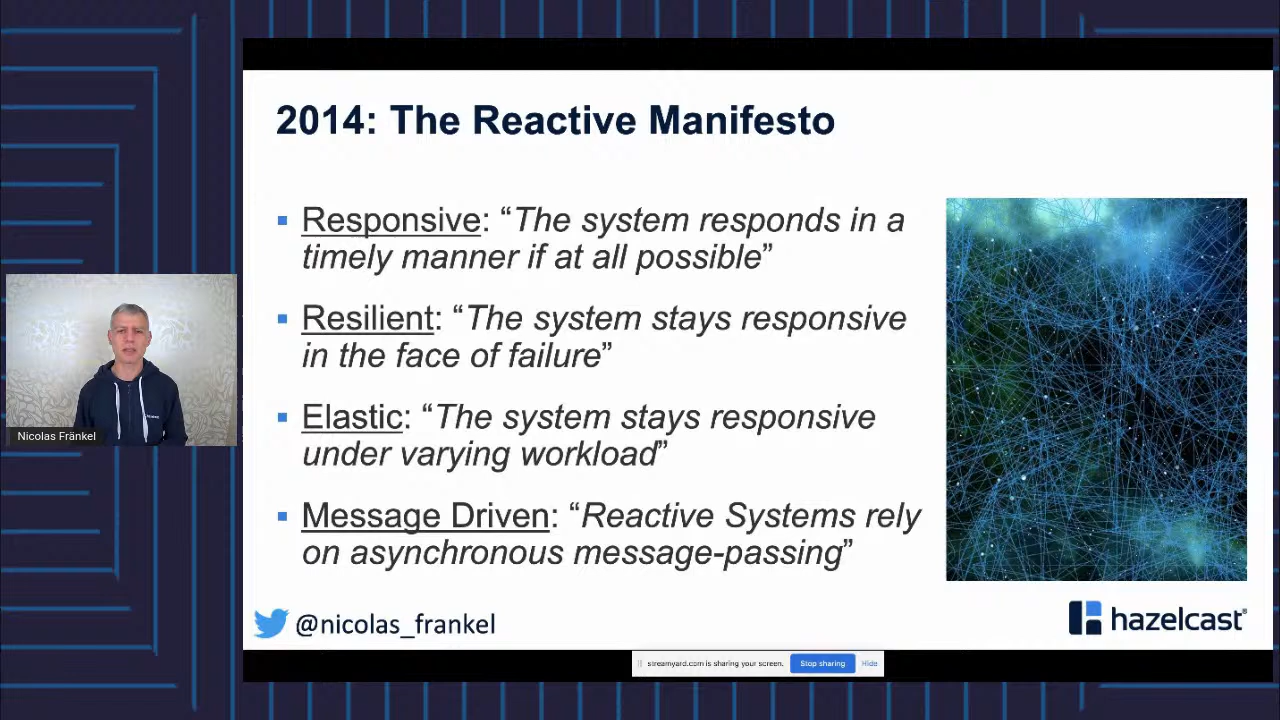 2014: The Reactive Manifesto
▪ Responsive: “The system responds in a
timely manner if at all possible”
▪ Resilient: “The system stays responsive
in the face of failure”
▪ Elastic: “The system stays responsive
under varying workload”
▪ Message Driven: “Reactive Systems rely
on asynchronous message-passing”
Nicolas Fränkel
@nicolas_frankel
hazelcast
streamyard.com is sharing your screen.
Stop sharing
Hide